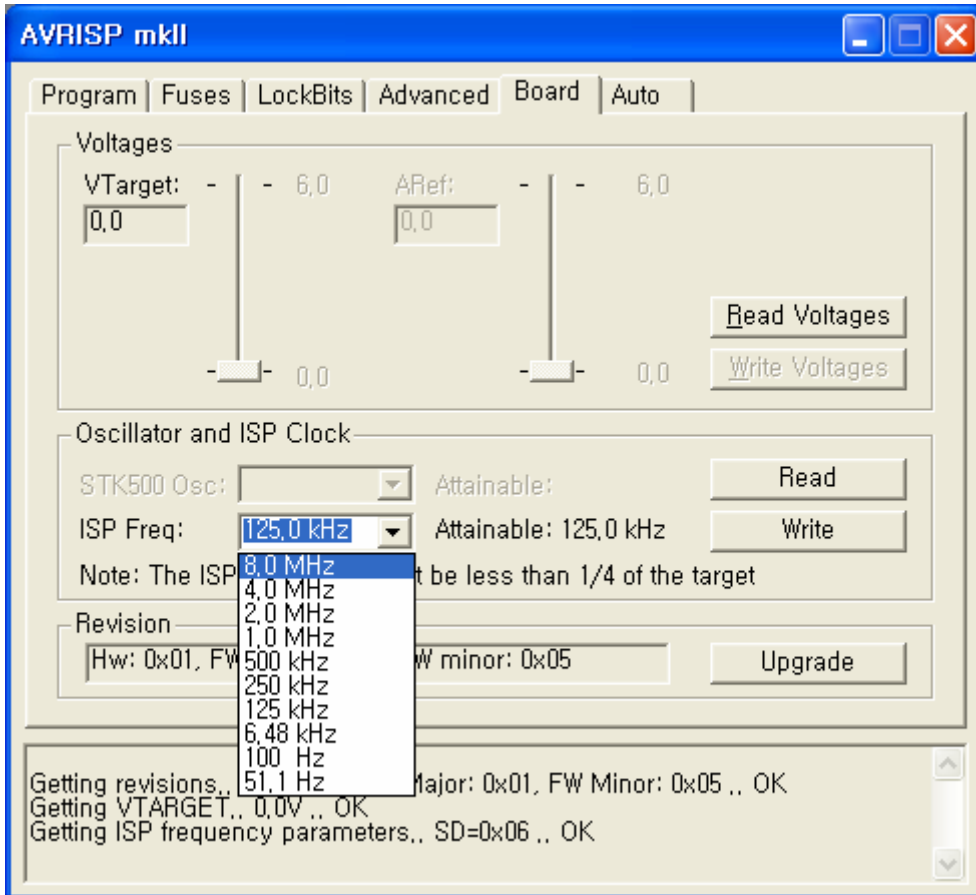 AVRISP mkII
Program Fuses LockBits Advanced Board Auto
Voltages
VTarget: 6,0 ARef: 6,0
0,0 0,0
Read Voltages
0,0 0,0 Write Voltages
Oscillator and ISP Clock
STK500 Osc: Attainable: Read
ISP Freq: 125,0 kHz Attainable: 125,0 kHz Write
8,0 MHz
Note: The ISP t be less than 1/4 of the target
4,0 MHz
2,0 MHz
1,0 MHz
500 kHz
250 kHz
125 kHz
6,48 kHz
100 Hz
51,1 Hz
Revision
Hw: 0x01, FW W minor: 0x05 Upgrade
Getting revisions,, Major: 0x01, FW Minor: 0x05 ,, OK
Getting VTARGET,, 0,0V ,, OK
Getting ISP frequency parameters,, SD=0x06 ,, OK